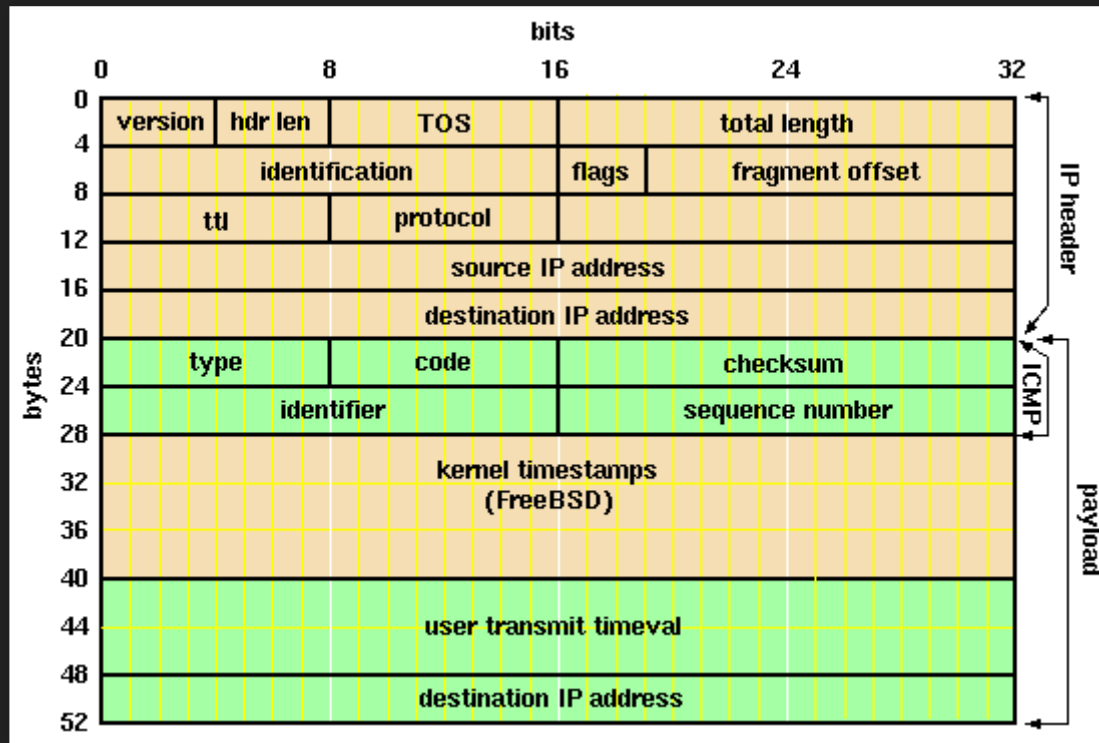 bits
0 8 16 24 32
0
version hdr len TOS total length
4
identification flags fragment offset
8
ttl protocol
12
source IP address
16
destination IP address
20
type code checksum
24
identifier sequence number
28
kernel timestamps
(FreeBSD)
32
36
40
user transmit timeval
44
48
destination IP address
52
bytes
IP header
ICMP
payload